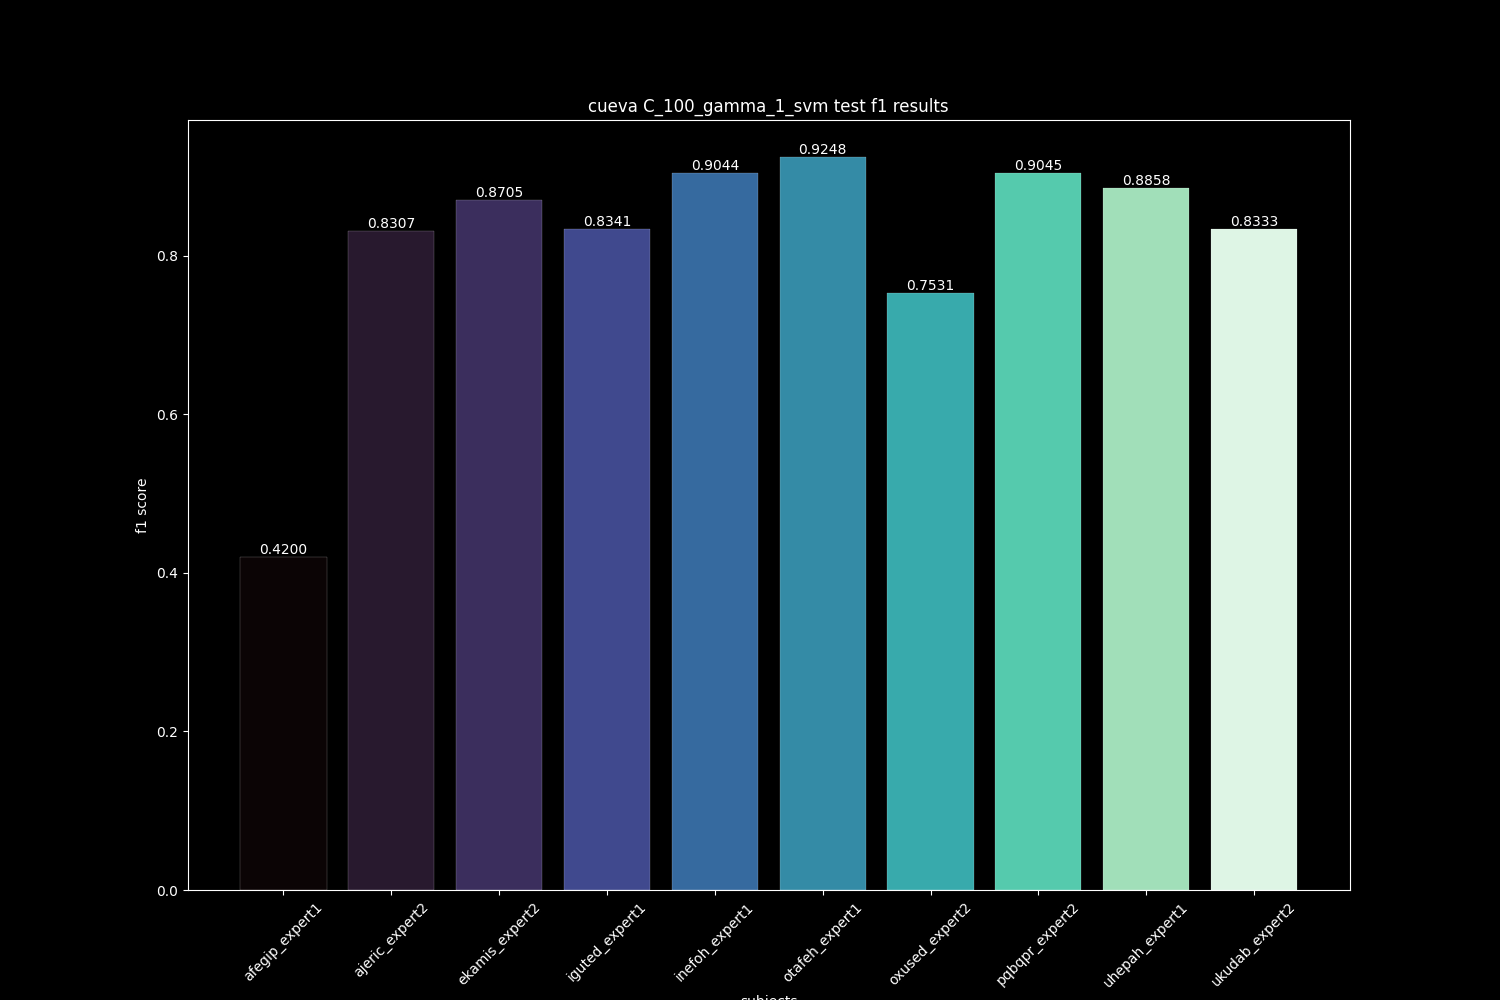 cueva C_100_gamma_1_svm test f1 results
0.9248
0.9044
0.9045
0.8858
0.8705
0.8307
0.8341
0.8333
0.8
0.7531
0.6
f1 score
0.4200
0.4
0.2
0.0
afegip_expert1
ajeric_expert2
ekamis_expert2
iguted_expert1
inefoh_expert1
otafeh_expert1
oxused_expert2
pqbqpr_expert2
uhepah_expert1
ukudab_expert2
subjects